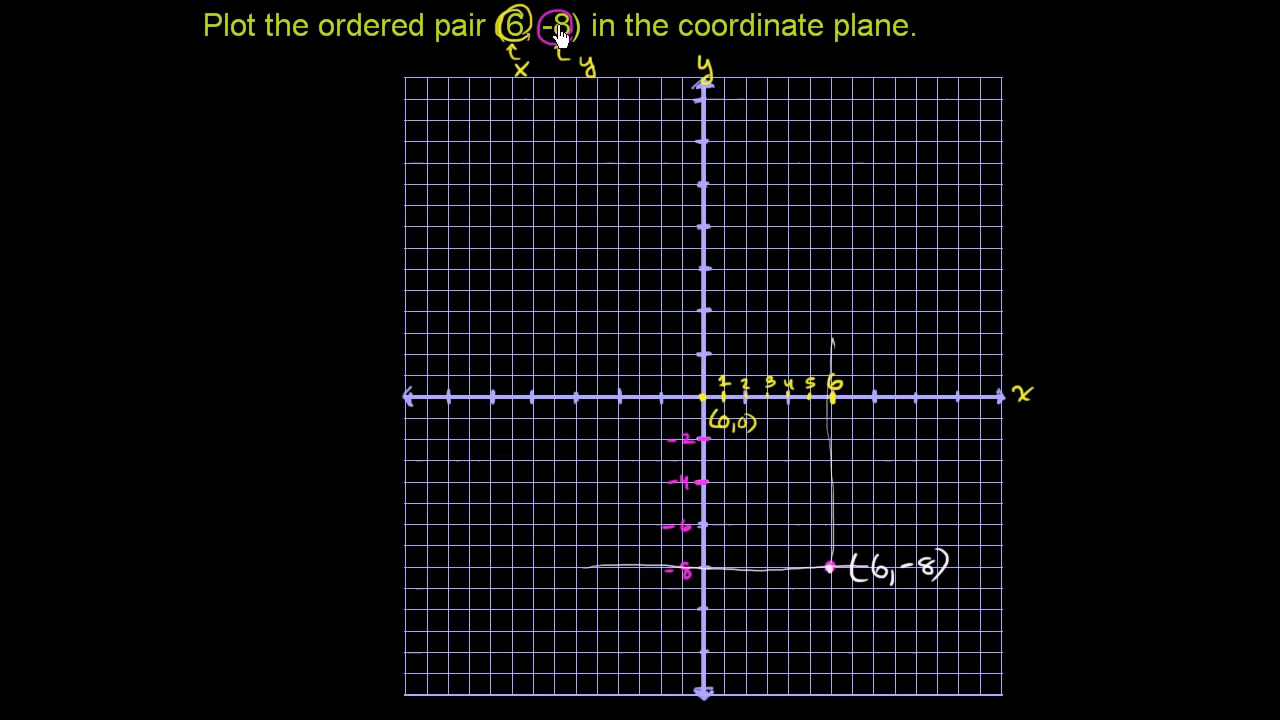 Plot the ordered pair (6, -8) in the coordinate plane.
x y
y
1 2 3 4 5 6
x
(0,0)
-2
-4
-6
-8
(6, -8)